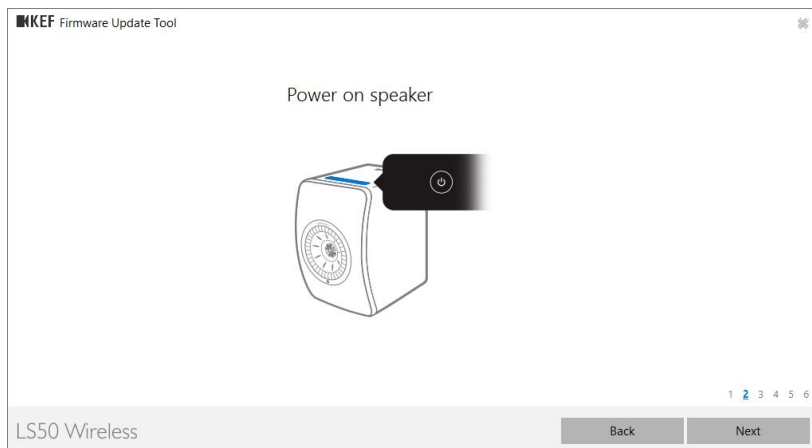 KEF Firmware Update Tool
Power on speaker
1 2 3 4 5 6
LS50 Wireless
Back
Next